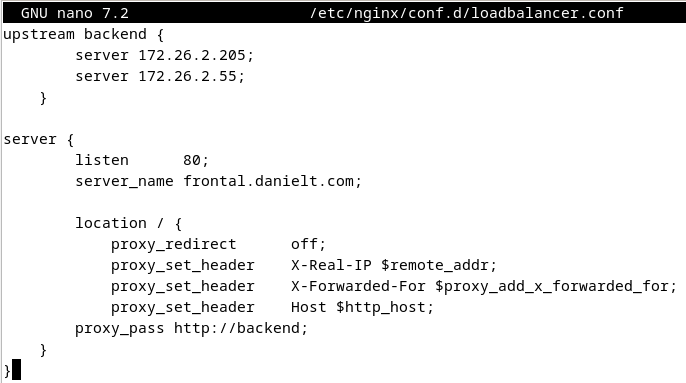 GNU nano 7.2 /etc/nginx/conf.d/loadbalancer.conf
upstream backend {
        server 172.26.2.205;
        server 172.26.2.55;
    }

server {
        listen      80;
        server_name frontal.danielt.com;

        location / {
            proxy_redirect      off;
            proxy_set_header    X-Real-IP $remote_addr;
            proxy_set_header    X-Forwarded-For $proxy_add_x_forwarded_for;
            proxy_set_header    Host $http_host;
        proxy_pass http://backend;
    }
}